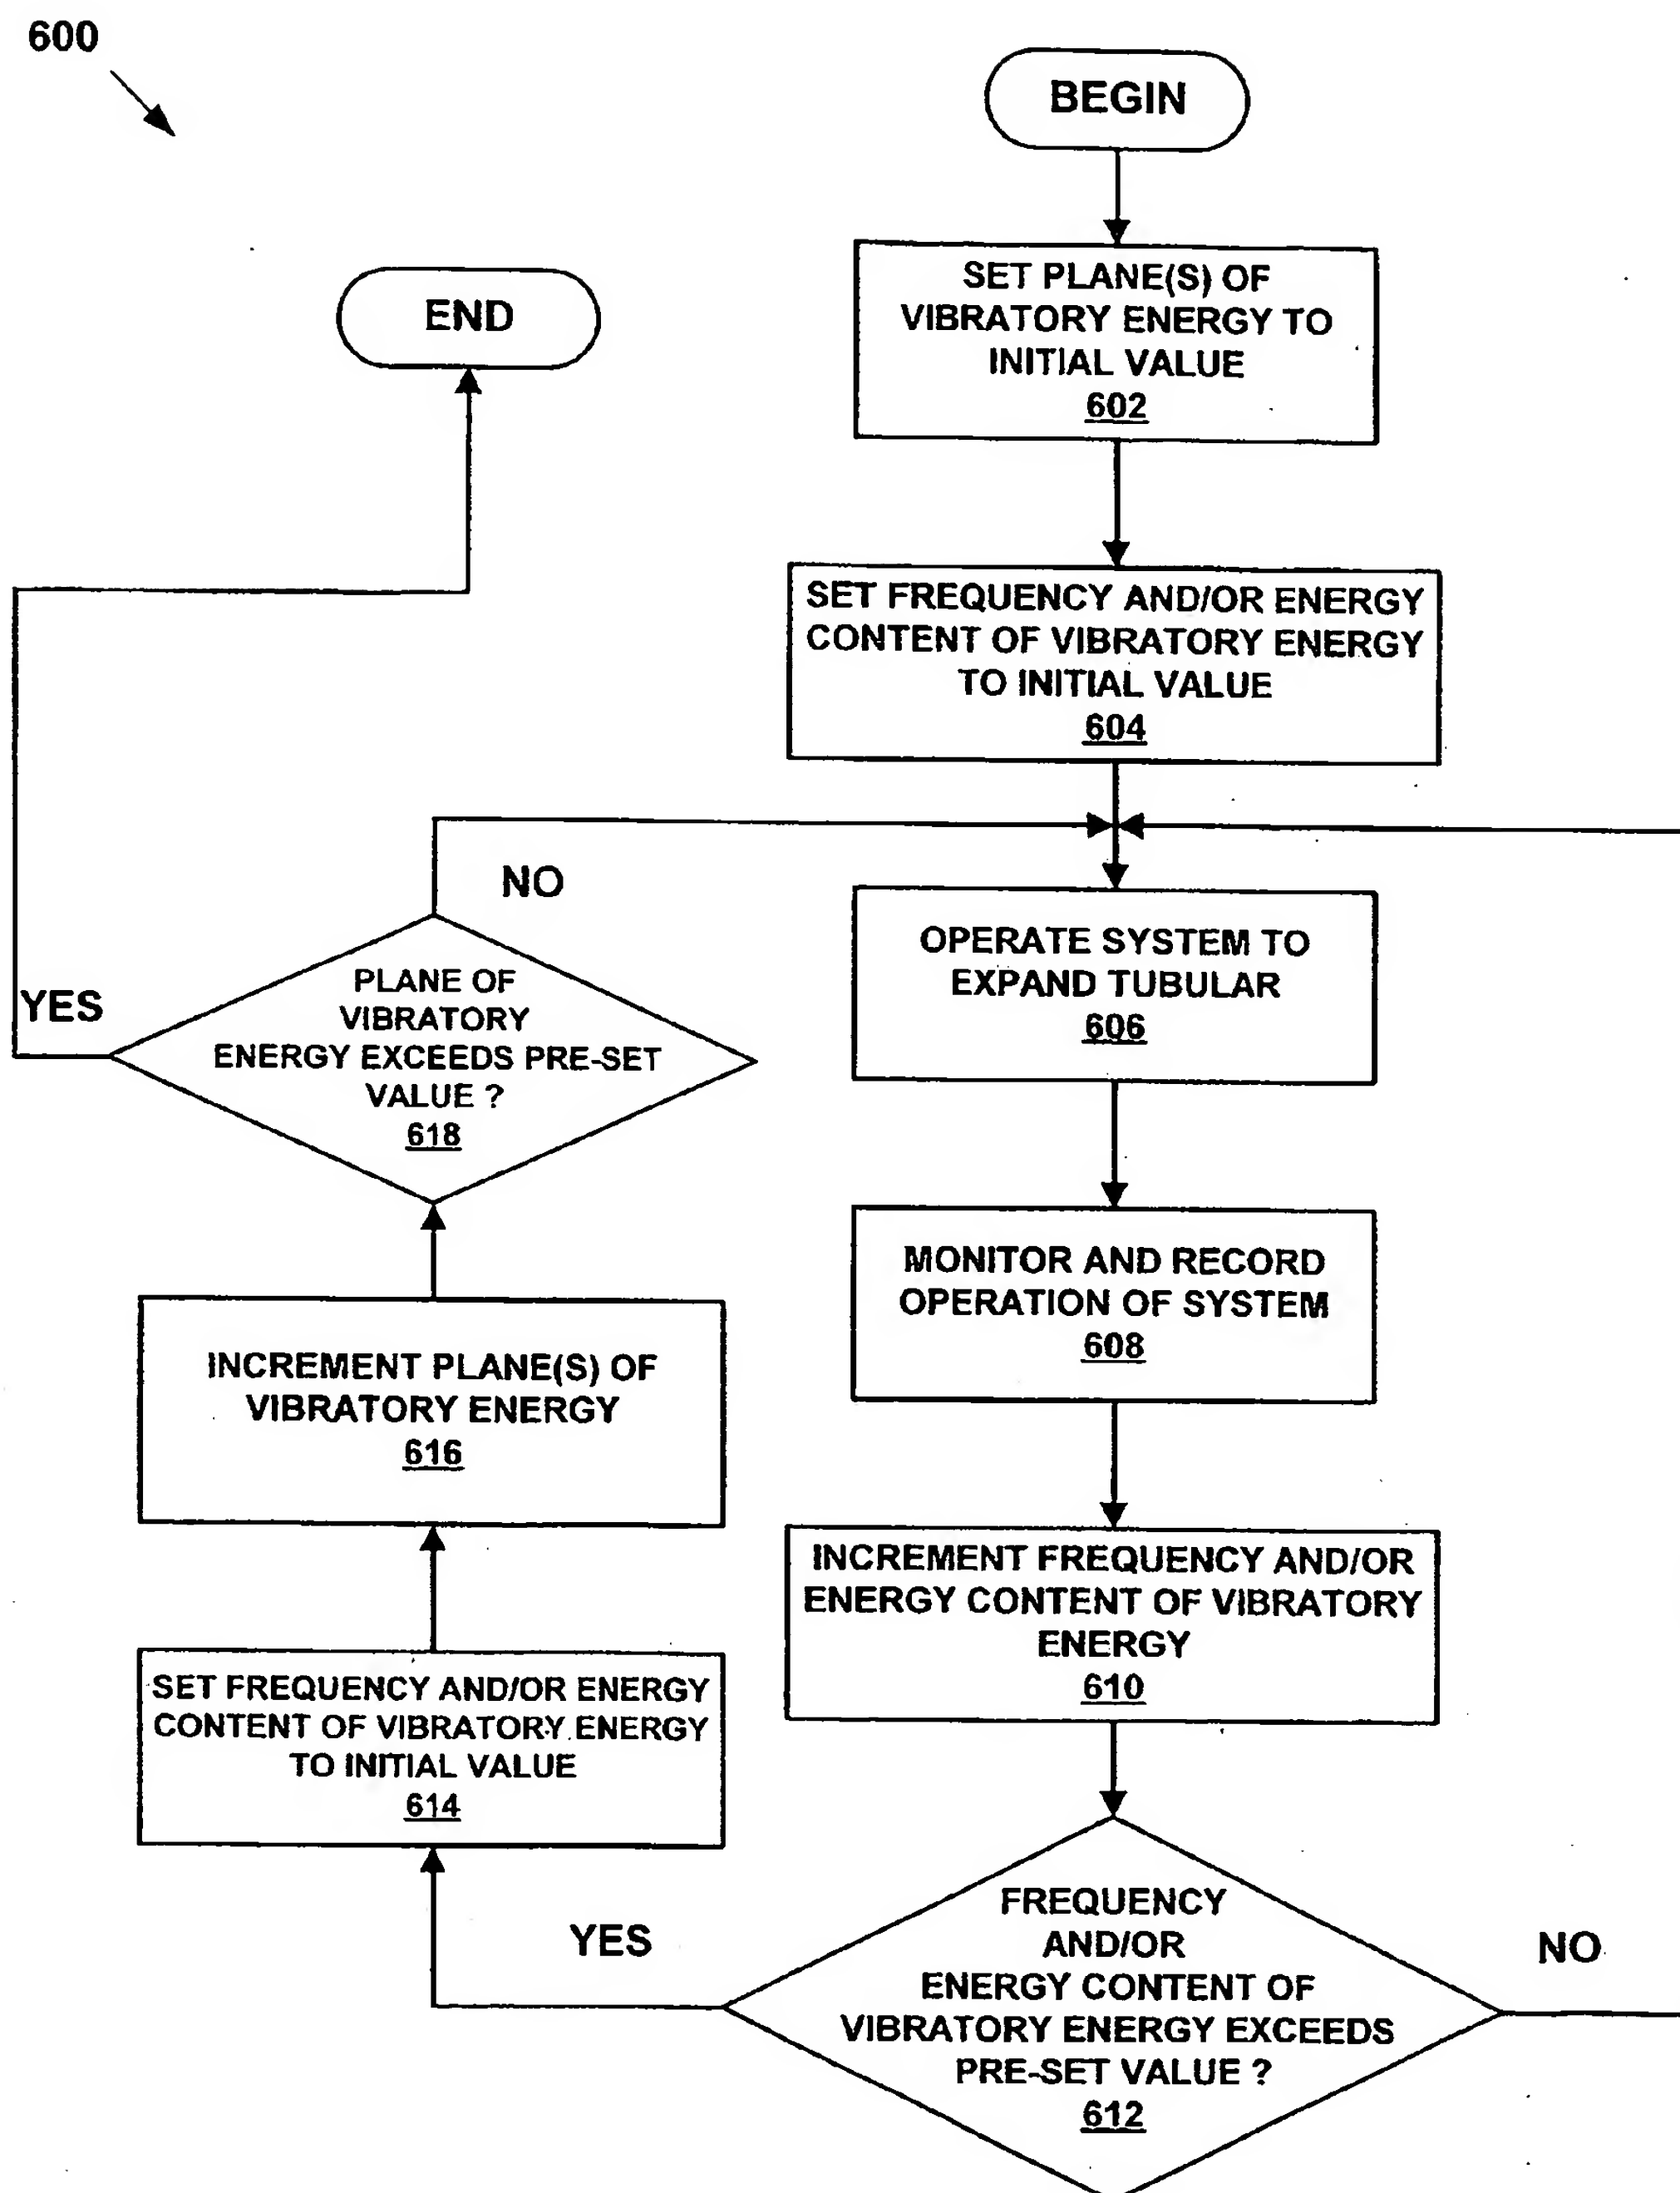 600
BEGIN
SET PLANE(S) OF
VIBRATORY ENERGY TO
INITIAL VALUE
602
END
SET FREQUENCY AND/OR ENERGY
CONTENT OF VIBRATORY ENERGY
TO INITIAL VALUE
604
NO
OPERATE SYSTEM TO
EXPAND TUBULAR
606
YES
PLANE OF
VIBRATORY
ENERGY EXCEEDS PRE-SET
VALUE ?
618
MONITOR AND RECORD
OPERATION OF SYSTEM
608
INCREMENT PLANE(S) OF
VIBRATORY ENERGY
616
INCREMENT FREQUENCY AND/OR
ENERGY CONTENT OF VIBRATORY
ENERGY
610
SET FREQUENCY AND/OR ENERGY
CONTENT OF VIBRATORY ENERGY
TO INITIAL VALUE
614
YES
FREQUENCY
AND/OR
ENERGY CONTENT OF
VIBRATORY ENERGY EXCEEDS
PRE-SET VALUE ?
612
NO